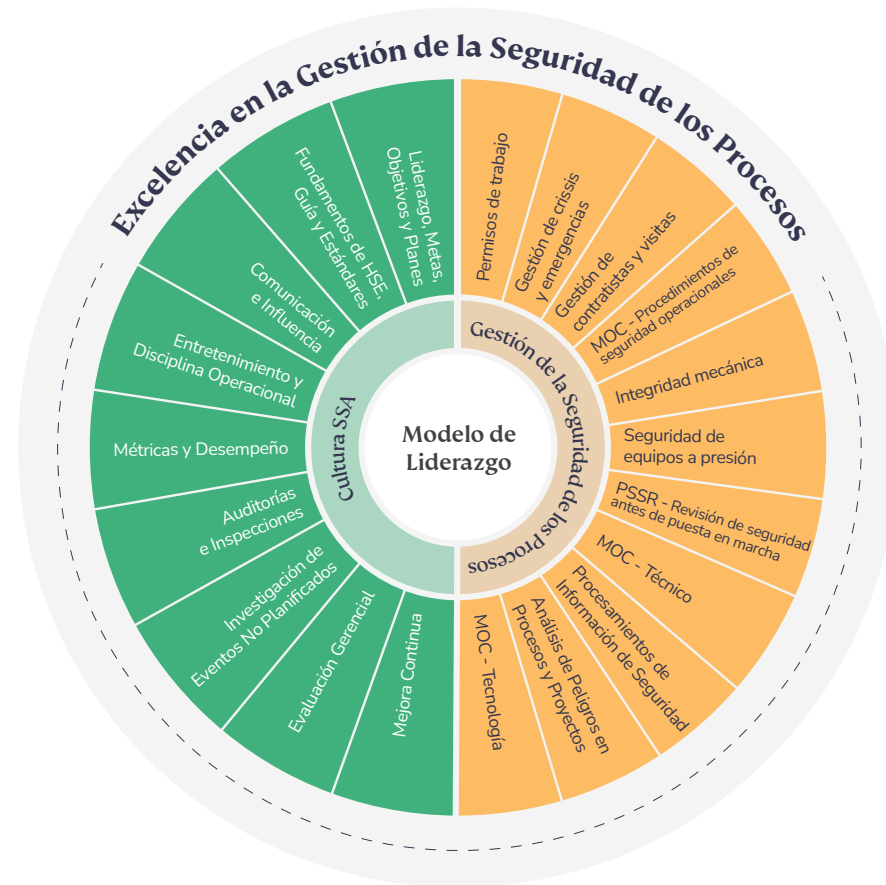 Excelencia en la Gestión de la Seguridad de los Procesos
Permisos de trabajo
Gestión de crissis
y emergencias
Gestión de
contratistas y visitas
MOC - Procedimientos de
seguridad operacionales
Integridad mecánica
Seguridad de
equipos a presión
PSSR - Revisión de seguridad
antes de puesta en marcha
MOC - Técnico
Procesamientos de
Información de Seguridad
Análisis de Peligros en
Procesos y Proyectos
MOC - Tecnología
Mejora Continua
Evaluación Gerencial
Investigación de
Eventos No Planificados
Auditorías
e Inspecciones
Métricas y Desempeño
Entretenimiento y
Disciplina Operacional
Comunicación
e Influencia
Fundamentos de HSE,
Guía y Estándares
Liderazgo, Metas,
Objetivos y Planes
Gestión de la Seguridad de los Procesos
Cultura SSA
Modelo de
Liderazgo